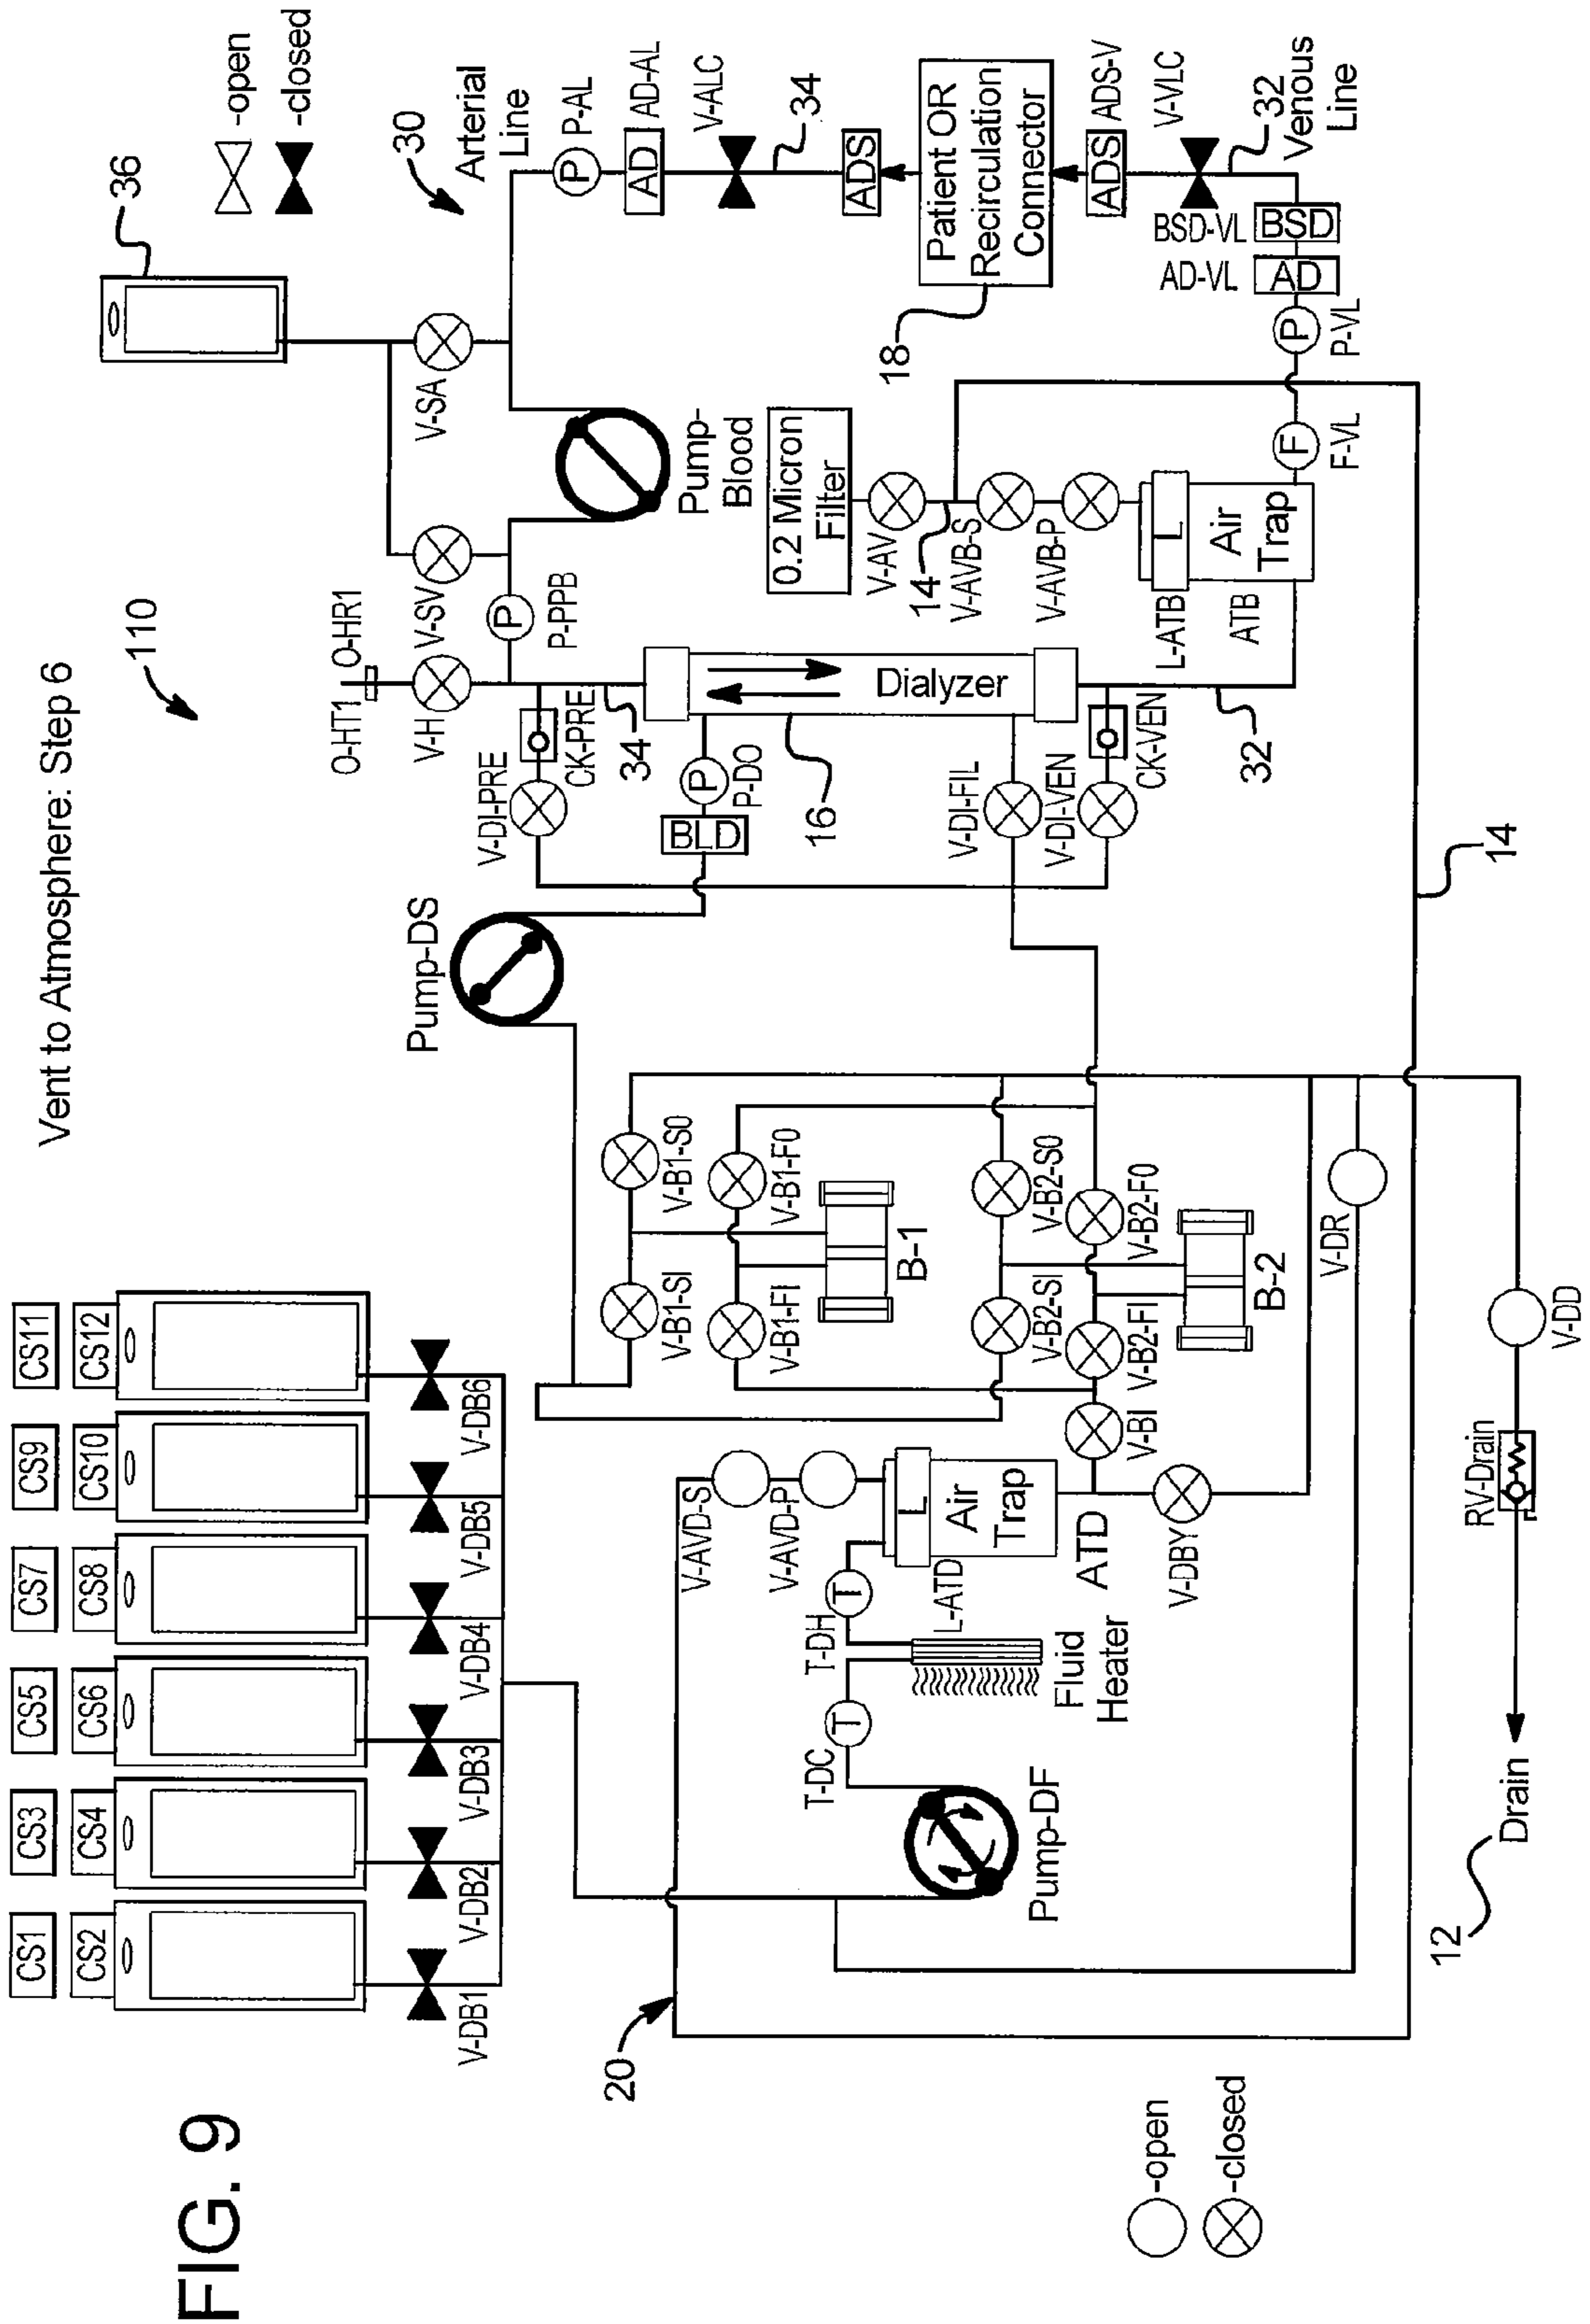 FIG. 9
Vent to Atmosphere: Step 6
110
CS1
CS2
CS3
CS4
CS5
CS6
CS7
CS8
CS9
CS10
CS11
CS12
V-DB1
V-DB2
V-DB3
V-DB4
V-DB5
V-DB6
36
-open
-closed
30
Arterial
Line
P-AL
P
AD-AL
AD
V-ALC
34
ADS
Patient OR
Recirculation
Connector
18
ADS-V
ADS
V-VLC
32
Venous
Line
BSD-VL
BSD
AD-VL
AD
P
P-VL
F
F-VL
V-SA
V-SV
Pump-
Blood
O-HT1
O-HR1
V-H
P
P-PPB
V-DI-PRE
CK-PRE
34
P
P-DO
BLD
Dialyzer
16
V-DI-FIL
V-DI-VEN
CK-VEN
32
0.2 Micron
Filter
V-AV
14
V-AVB-S
V-AVB-P
L-ATB
L
Air
Trap
ATB
Pump-DS
14
V-B1-SI
V-B1-S0
V-B1-FI
V-B1-F0
B-1
V-B2-SI
V-B2-S0
V-B2-FI
V-B2-F0
B-2
V-BI
V-DR
V-DBY
V-AVD-S
V-AVD-P
L
Air
Trap
L-ATD
ATD
T
T-DH
Fluid
Heater
T
T-DC
Pump-DF
20
V-DD
RV-Drain
Drain
12
-open
-closed